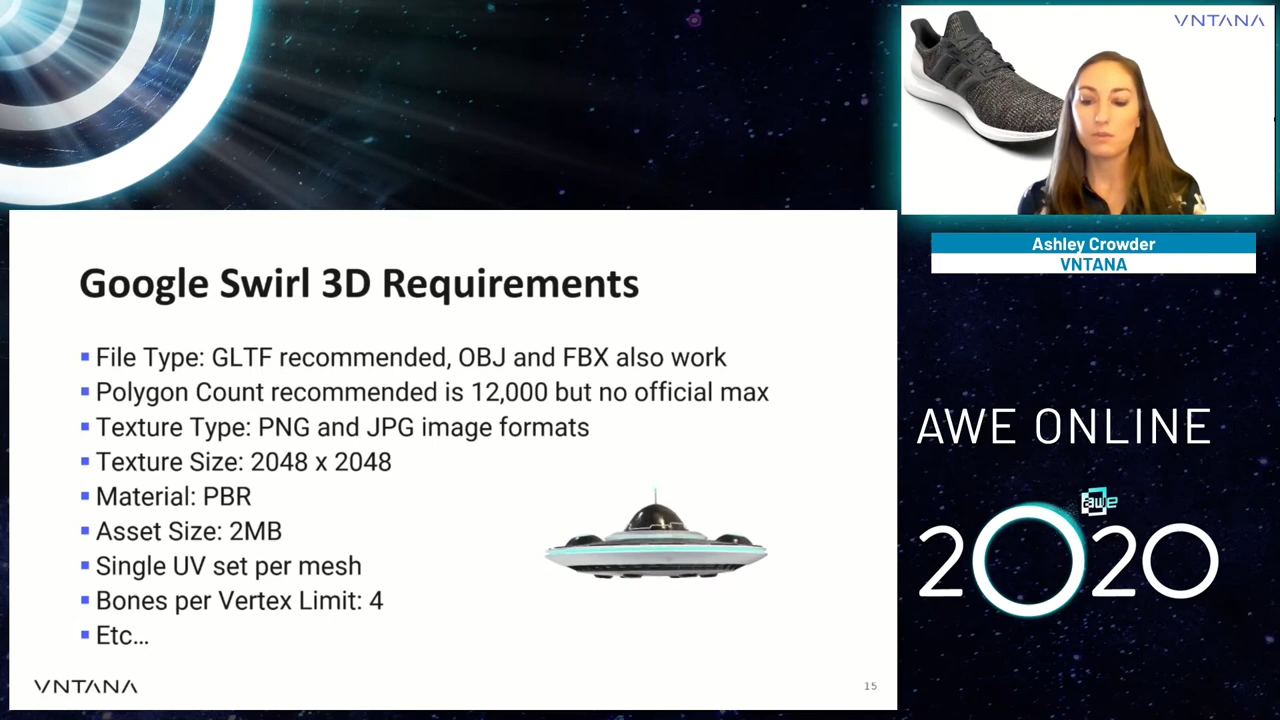 VNTANA
Ashley Crowder
VNTANA
Google Swirl 3D Requirements
▪ File Type: GLTF recommended, OBJ and FBX also work
▪ Polygon Count recommended is 12,000 but no official max
▪ Texture Type: PNG and JPG image formats
▪ Texture Size: 2048 x 2048
▪ Material: PBR
▪ Asset Size: 2MB
▪ Single UV set per mesh
▪ Bones per Vertex Limit: 4
▪ Etc...
VNTANA
15
AWE ONLINE
awe
2020